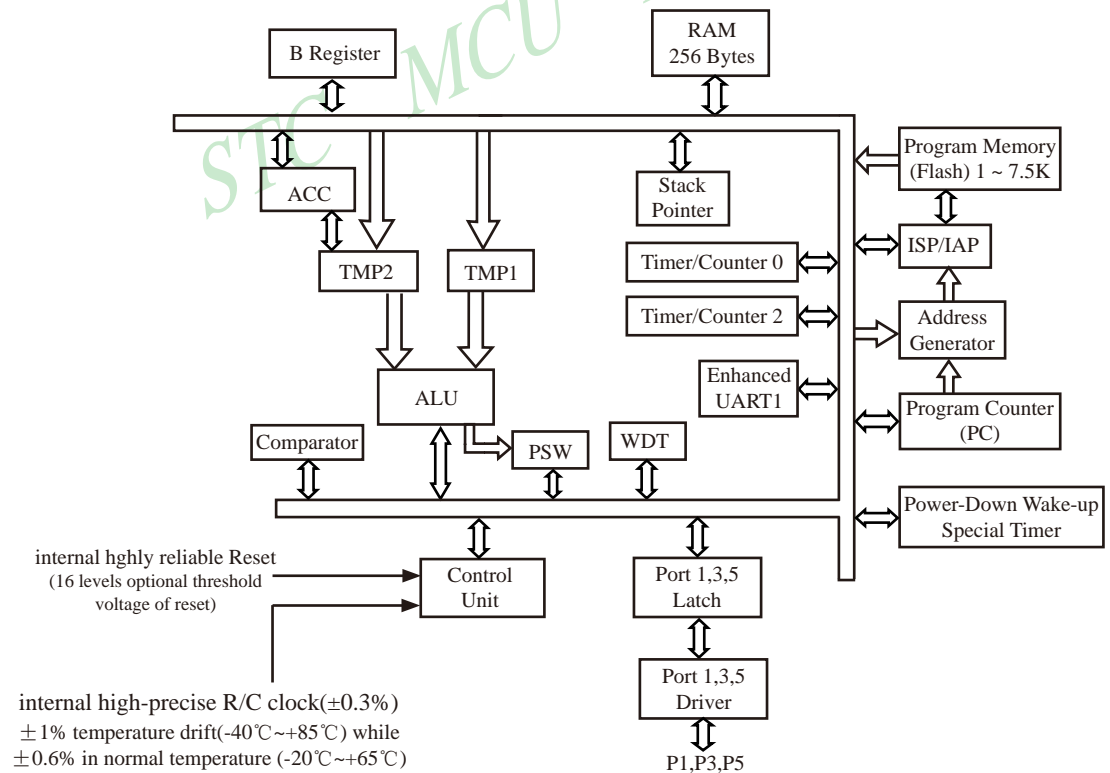 STC MCU
B Register
RAM
256 Bytes
ACC
Stack
Pointer
Program Memory
(Flash) 1 ~ 7.5K
TMP2
TMP1
Timer/Counter 0
ISP/IAP
Timer/Counter 2
Address
Generator
ALU
Enhanced
UART1
Program Counter
(PC)
Comparator
PSW
WDT
Power-Down Wake-up
Special Timer
internal hghly reliable Reset
(16 levels optional threshold
voltage of reset)
Control
Unit
Port 1,3,5
Latch
internal high-precise R/C clock(±0.3%)
±1% temperature drift(-40℃~+85℃) while
±0.6% in normal temperature (-20℃~+65℃)
Port 1,3,5
Driver
P1,P3,P5